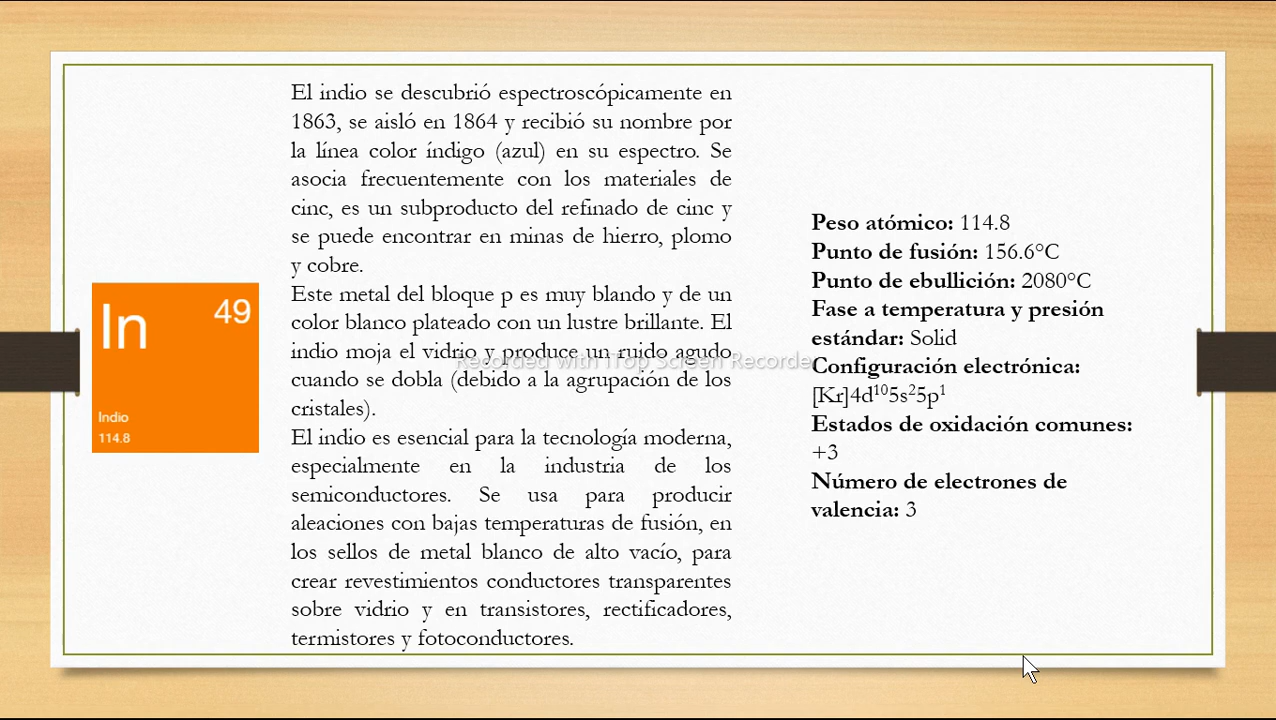 El indio se descubrió espectroscópicamente en
1863, se aisló en 1864 y recibió su nombre por
la línea color índigo (azul) en su espectro. Se
asocia frecuentemente con los materiales de
cinc, es un subproducto del refinado de cinc y
se puede encontrar en minas de hierro, plomo
y cobre.
Este metal del bloque p es muy blando y de un
color blanco plateado con un lustre brillante. El
indio moja el vidrio y produce un ruido agudo
cuando se dobla (debido a la agrupación de los
cristales).
El indio es esencial para la tecnología moderna,
especialmente en la industria de los
semiconductores. Se usa para producir
aleaciones con bajas temperaturas de fusión, en
los sellos de metal blanco de alto vacío, para
crear revestimientos conductores transparentes
sobre vidrio y en transistores, rectificadores,
termistores y fotoconductores.
In 49
Indio
114.8
Peso atómico: 114.8
Punto de fusión: 156.6°C
Punto de ebullición: 2080°C
Fase a temperatura y presión
estándar: Solid
Configuración electrónica:
[Kr]4d¹⁰5s²5p¹
Estados de oxidación comunes:
+3
Número de electrones de
valencia: 3
Recorded with iTop Screen Recorder